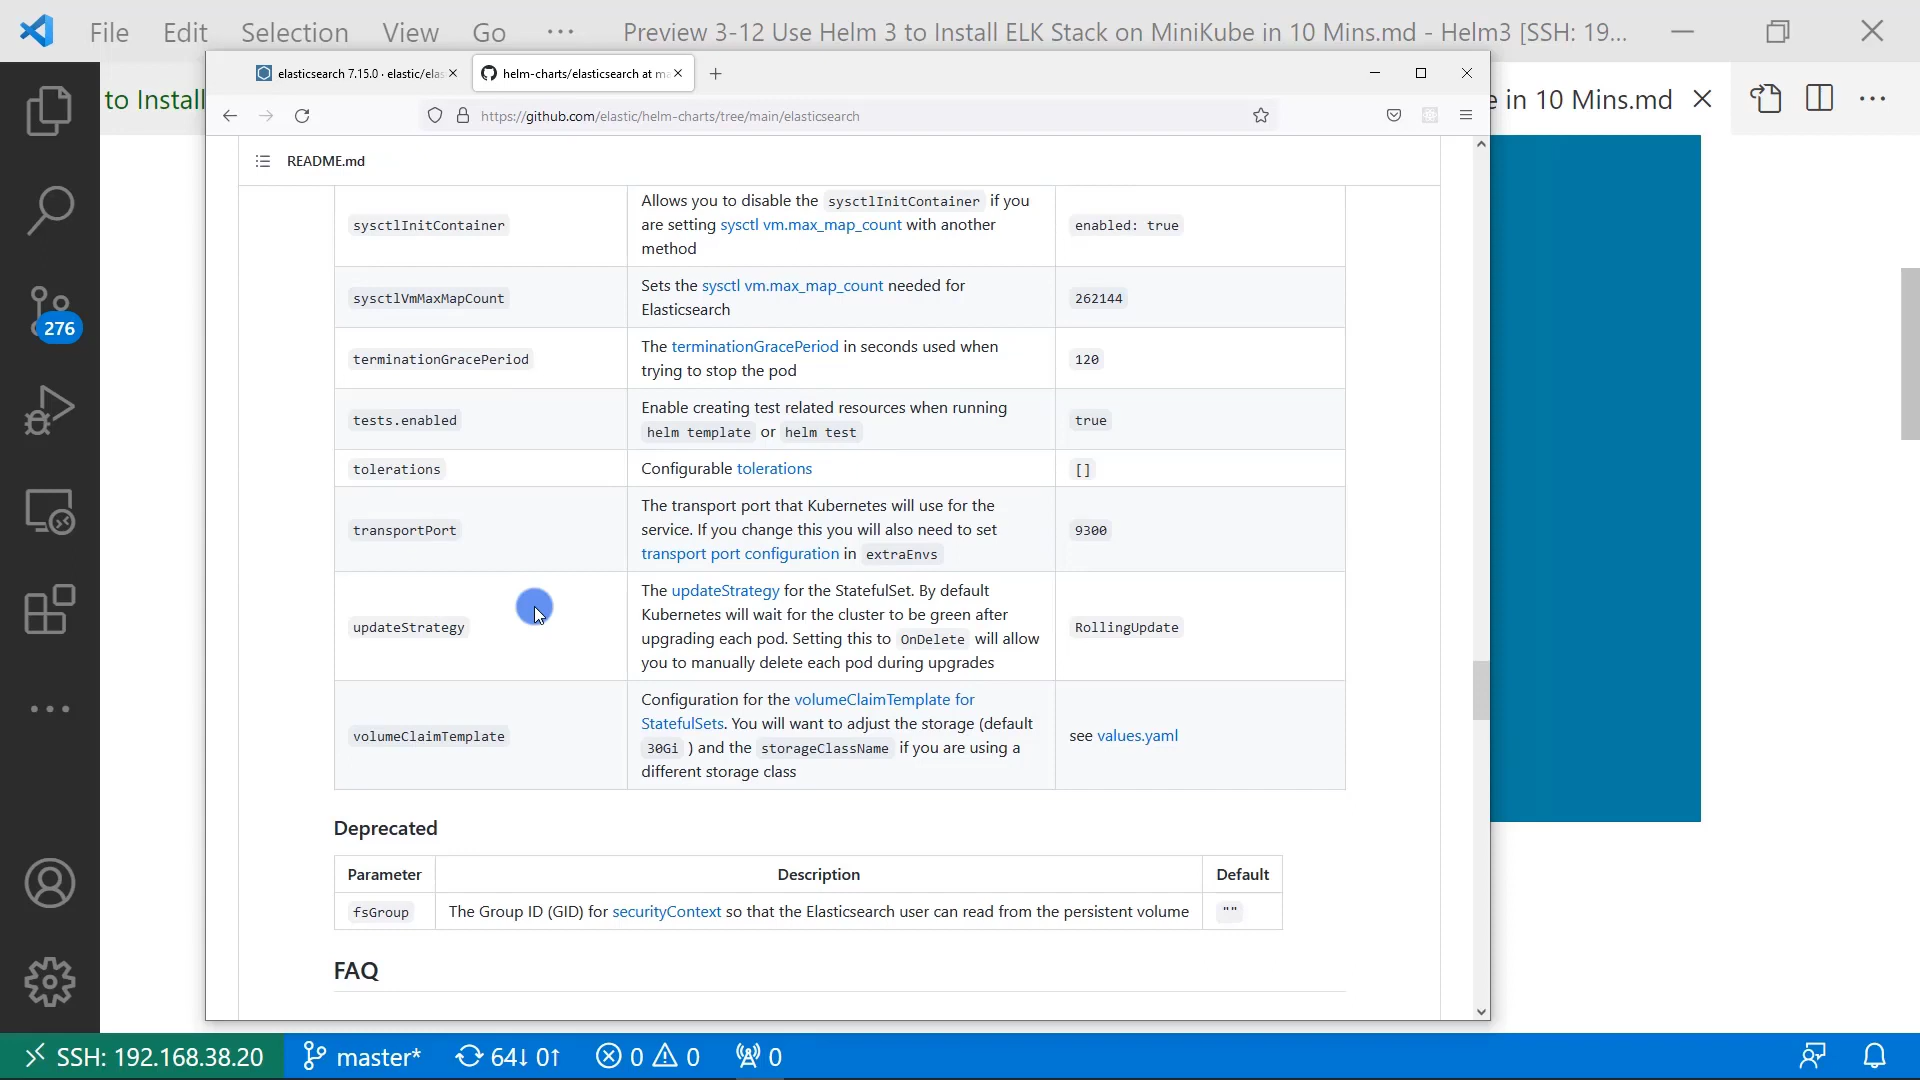 File Edit Selection View Go ··· Preview 3-12 Use Helm 3 to Install ELK Stack on MiniKube in 10 Mins.md - Helm3 [SSH: 19...
to Install
e in 10 Mins.md
elasticsearch 7.15.0 · elastic/elas
helm-charts/elasticsearch at ma
https://github.com/elastic/helm-charts/tree/main/elasticsearch
README.md
sysctlInitContainer
Allows you to disable the sysctlInitContainer if you
are setting sysctl vm.max_map_count with another
method
enabled: true
sysctlVmMaxMapCount
Sets the sysctl vm.max_map_count needed for
Elasticsearch
262144
terminationGracePeriod
The terminationGracePeriod in seconds used when
trying to stop the pod
120
tests.enabled
Enable creating test related resources when running
helm template or helm test
true
tolerations
Configurable tolerations
[]
transportPort
The transport port that Kubernetes will use for the
service. If you change this you will also need to set
transport port configuration in extraEnvs
9300
updateStrategy
The updateStrategy for the StatefulSet. By default
Kubernetes will wait for the cluster to be green after
upgrading each pod. Setting this to OnDelete will allow
you to manually delete each pod during upgrades
RollingUpdate
volumeClaimTemplate
Configuration for the volumeClaimTemplate for
StatefulSets. You will want to adjust the storage (default
30Gi ) and the storageClassName if you are using a
different storage class
see values.yaml
Deprecated
Parameter Description Default
fsGroup The Group ID (GID) for securityContext so that the Elasticsearch user can read from the persistent volume ""
FAQ
276
SSH: 192.168.38.20 master* 64↓ 0↑ 0 0 0